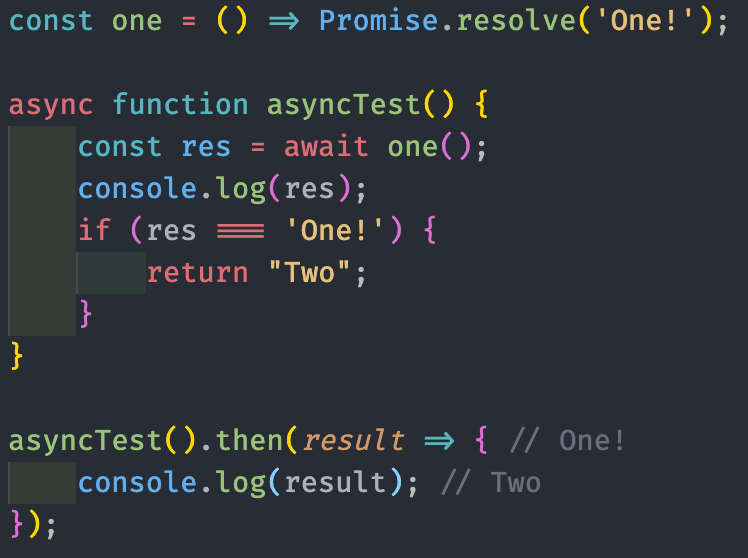 const one = () => Promise.resolve('One!');
async function asyncTest() {
    const res = await one();
    console.log(res);
    if (res === 'One!') {
        return "Two";
    }
}
asyncTest().then(result => { // One!
    console.log(result); // Two
});